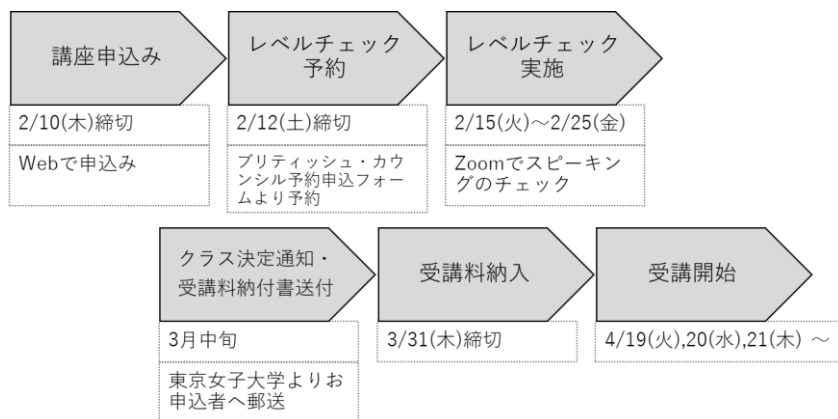 講座申込み
2/10(木)締切
Webで申込み
レベルチェック
予約
2/12(土)締切
ブリティッシュ・カウ
ンシル予約申込フォー
ムより予約
レベルチェック
実施
2/15(火)～2/25(金)
Zoomでスピーキン
グのチェック
クラス決定通知・
受講料納付書送付
3月中旬
東京女子大学よりお
申込者へ郵送
受講料納入
3/31(木)締切
受講開始
4/19(火),20(水),21(木) ～